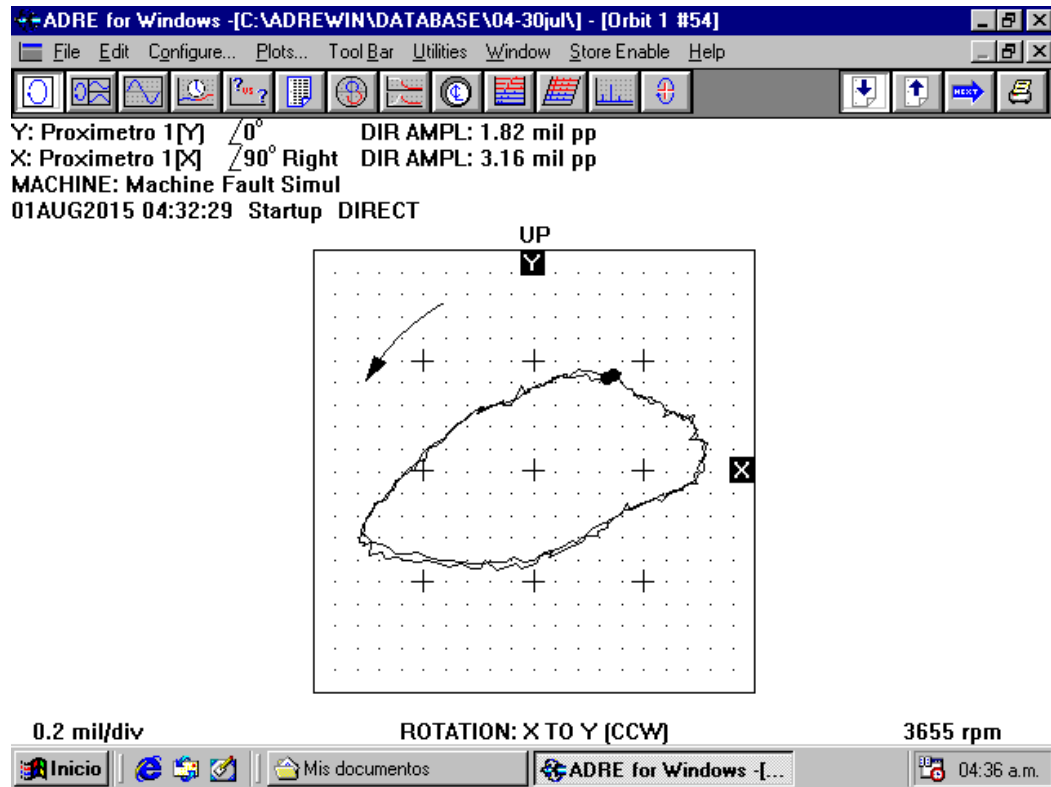 ADRE for Windows -[C:\ADREWIN\DATABASE\04-30jul\] - [Orbit 1 #54]
File Edit Configure... Plots... Tool Bar Utilities Window Store Enable Help
? vs ? NEXT
Y: Proximetro 1[Y] ∠0° DIR AMPL: 1.82 mil pp
X: Proximetro 1[X] ∠90° Right DIR AMPL: 3.16 mil pp
MACHINE: Machine Fault Simul
01AUG2015 04:32:29 Startup DIRECT
UP
Y
X
0.2 mil/div ROTATION: X TO Y (CCW) 3655 rpm
Inicio Mis documentos ADRE for Windows -[... 04:36 a.m.